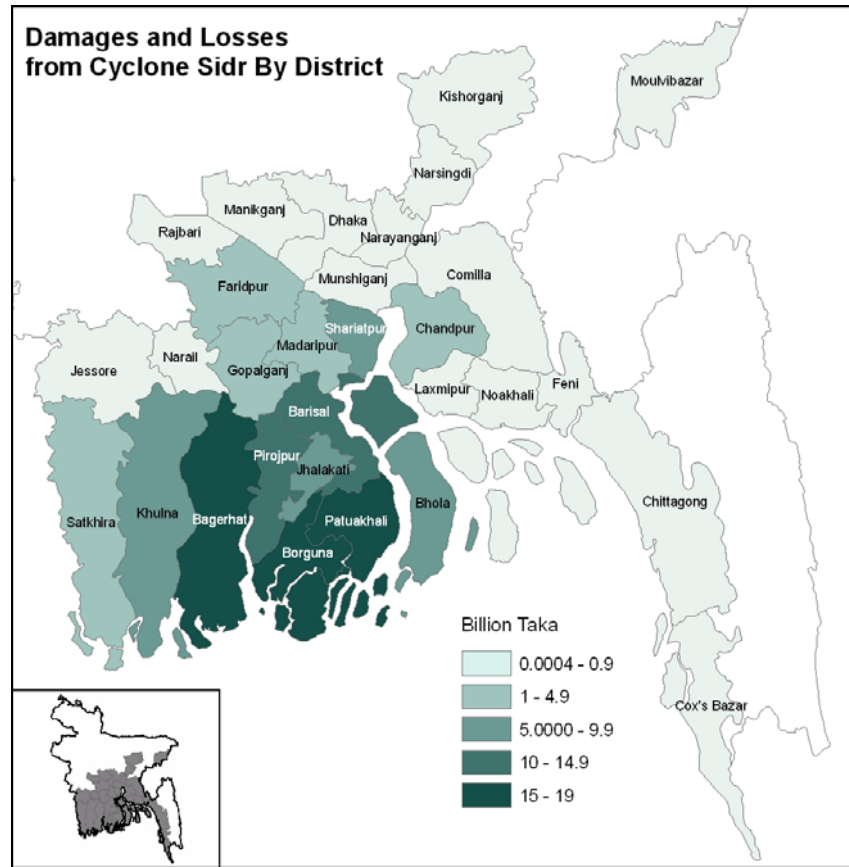 Damages and Losses
from Cyclone Sidr By District
Moulvibazar
Kishorganj
Narsingdi
Manikganj
Dhaka
Rajbari
Narayanganj
Comilla
Munshiganj
Faridpur
Shariatpur
Chandpur
Madaripur
Narail
Gopalganj
Jessore
Feni
Laxmipur
Noakhali
Barisal
Pirojpur
Jhalakati
Chittagong
Bhola
Khulna
Patuakhali
Satkhira
Bagerhat
Borguna
Billion Taka
0.0004 - 0.9
1 - 4.9
5.0000 - 9.9
10 - 14.9
15 - 19
Cox's Bazar